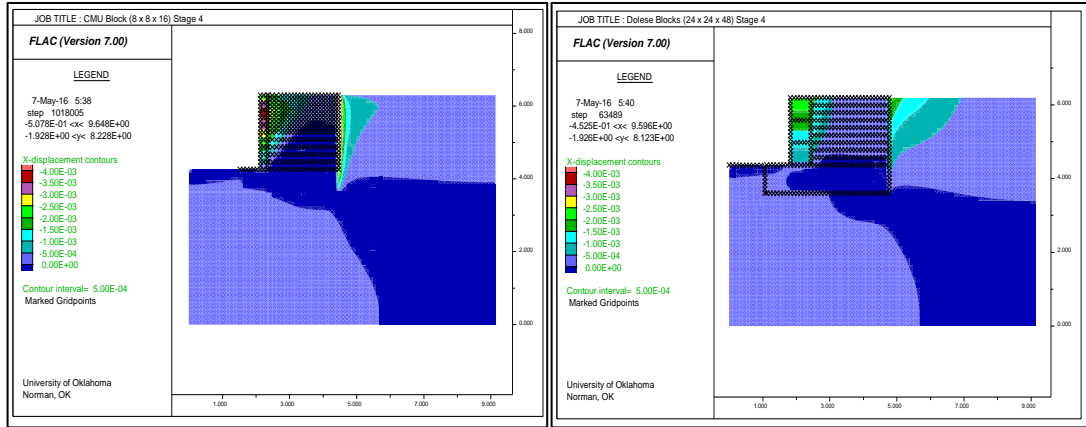 JOB TITLE : CMU Block (8 x 8 x 16) Stage 4
FLAC (Version 7.00)
LEGEND
7-May-16 5:38
step 1018005
-5.078E-01 <x< 9.648E+00
-1.928E+00 <y< 8.228E+00
X-displacement contours
-4.00E-03
-3.50E-03
-3.00E-03
-2.50E-03
-2.00E-03
-1.00E-03
-5.00E-04
0.00E+00
Contour interval= 5.00E-04
Marked Gridpoints
University of Oklahoma
Norman, OK
8.000
6.000
4.000
2.000
0.000
1.000 3.000 5.000 7.000 9.000
JOB TITLE : Dolese Blocks (24 x 24 x 48) Stage 4
FLAC (Version 7.00)
LEGEND
7-May-16 5:40
step 63489
-4.525E-01 <x< 9.596E+00
-1.926E+00 <y< 8.123E+00
X-displacement contours
-4.00E-03
-3.50E-03
-3.00E-03
-2.50E-03
-2.00E-03
-1.00E-03
-5.00E-04
0.00E+00
Contour interval= 5.00E-04
Marked Gridpoints
University of Oklahoma
Norman, OK
8.000
6.000
4.000
2.000
0.000
1.000 3.000 5.000 7.000 9.000